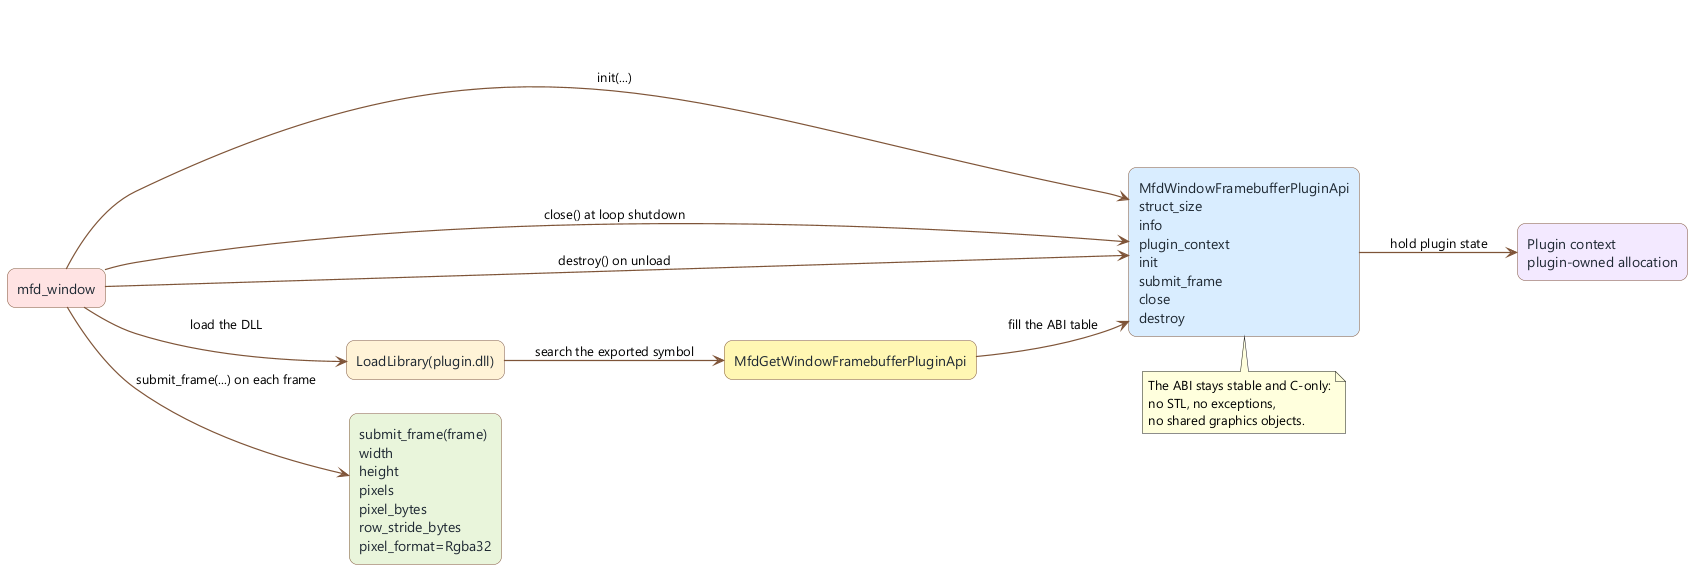 init(...)
MfdWindowFramebufferPluginApi
struct_size
info
plugin_context
init
submit_frame
close
destroy
close() at loop shutdown
destroy() on unload
hold plugin state
Plugin context
plugin-owned allocation
mfd_window
load the DLL
fill the ABI table
LoadLibrary(plugin.dll)
search the exported symbol
MfdGetWindowFramebufferPluginApi
submit_frame(...) on each frame
The ABI stays stable and C-only:
no STL, no exceptions,
no shared graphics objects.
submit_frame(frame)
width
height
pixels
pixel_bytes
row_stride_bytes
pixel_format=Rgba32